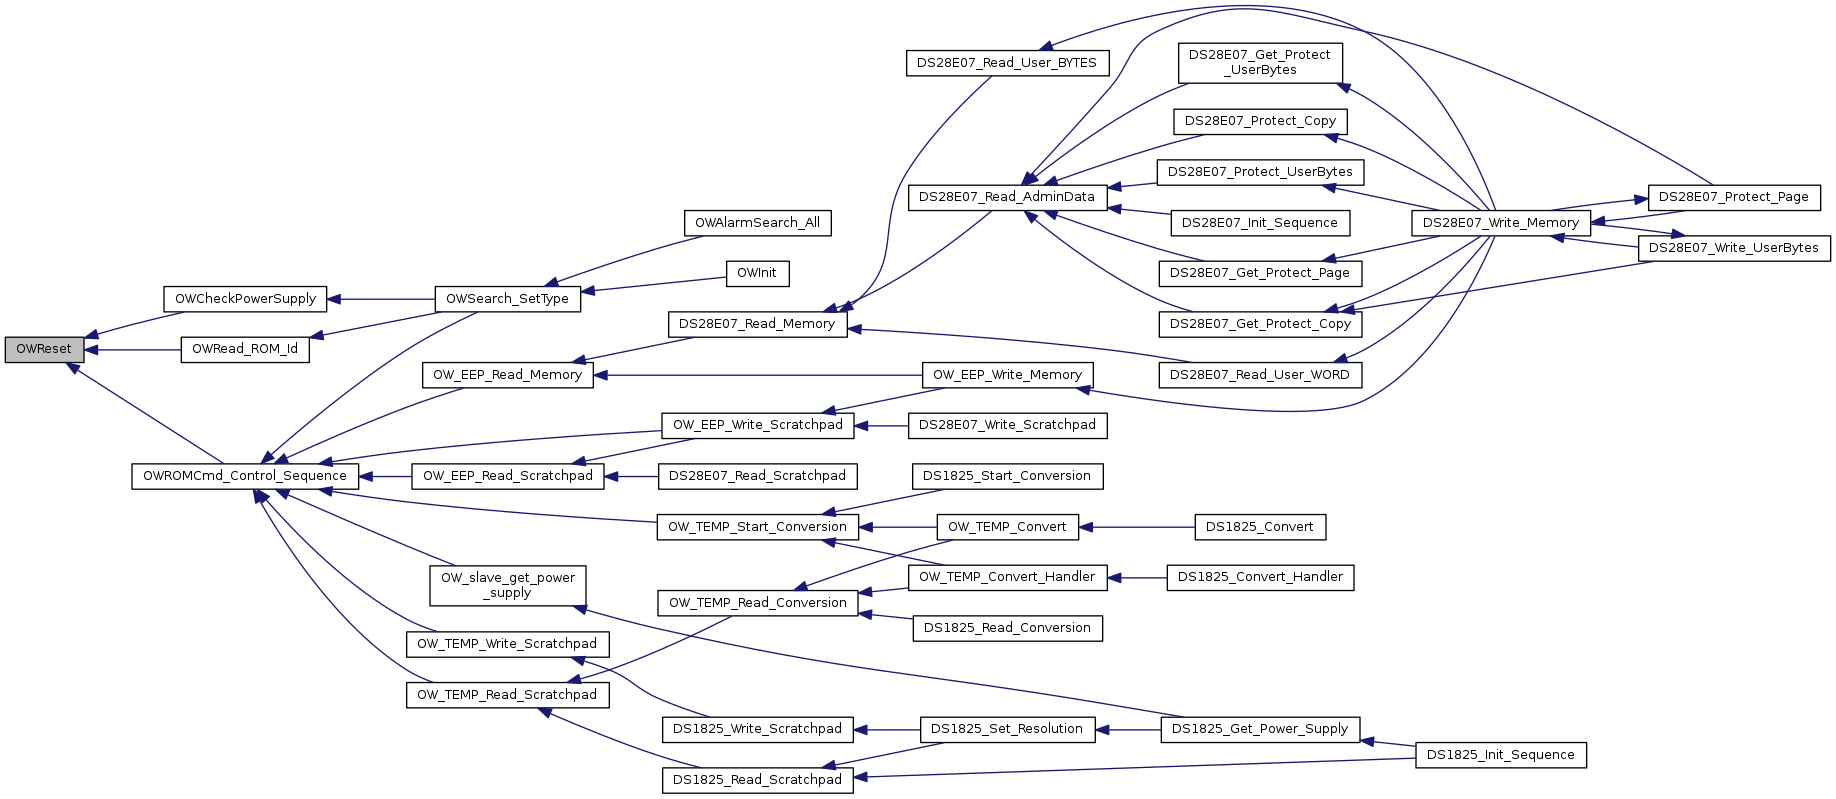 OWReset
OWCheckPowerSupply
OWRead_ROM_Id
OWROMCmd_Control_Sequence
OWSearch_SetType
OW_EEP_Read_Memory
OW_EEP_Read_Scratchpad
OW_slave_get_power
_supply
OW_TEMP_Write_Scratchpad
OW_TEMP_Read_Scratchpad
OWAlarmSearch_All
OWInit
DS28E07_Read_Memory
OW_EEP_Write_Scratchpad
DS28E07_Read_Scratchpad
OW_TEMP_Start_Conversion
OW_TEMP_Read_Conversion
DS1825_Write_Scratchpad
DS1825_Read_Scratchpad
DS28E07_Read_User_BYTES
DS28E07_Read_AdminData
OW_EEP_Write_Memory
DS28E07_Write_Scratchpad
DS1825_Start_Conversion
OW_TEMP_Convert
OW_TEMP_Convert_Handler
DS1825_Read_Conversion
DS1825_Set_Resolution
DS28E07_Get_Protect
_UserBytes
DS28E07_Protect_Copy
DS28E07_Protect_UserBytes
DS28E07_Init_Sequence
DS28E07_Get_Protect_Page
DS28E07_Get_Protect_Copy
DS28E07_Read_User_WORD
DS1825_Convert
DS1825_Convert_Handler
DS1825_Get_Power_Supply
DS28E07_Write_Memory
DS1825_Init_Sequence
DS28E07_Protect_Page
DS28E07_Write_UserBytes